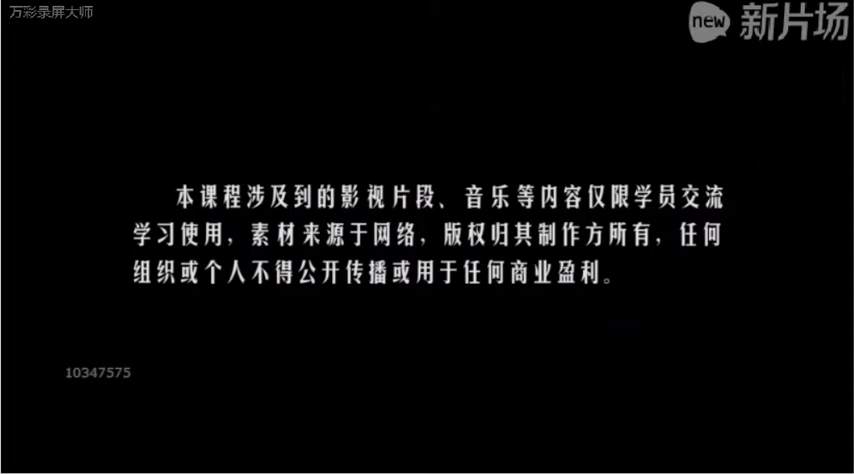 万彩录屏大师
new 新片场
本课程涉及到的影视片段、音乐等内容仅限学员交流
学习使用，素材来源于网络，版权归其制作方所有，任何
组织或个人不得公开传播或用于任何商业盈利。
10347575